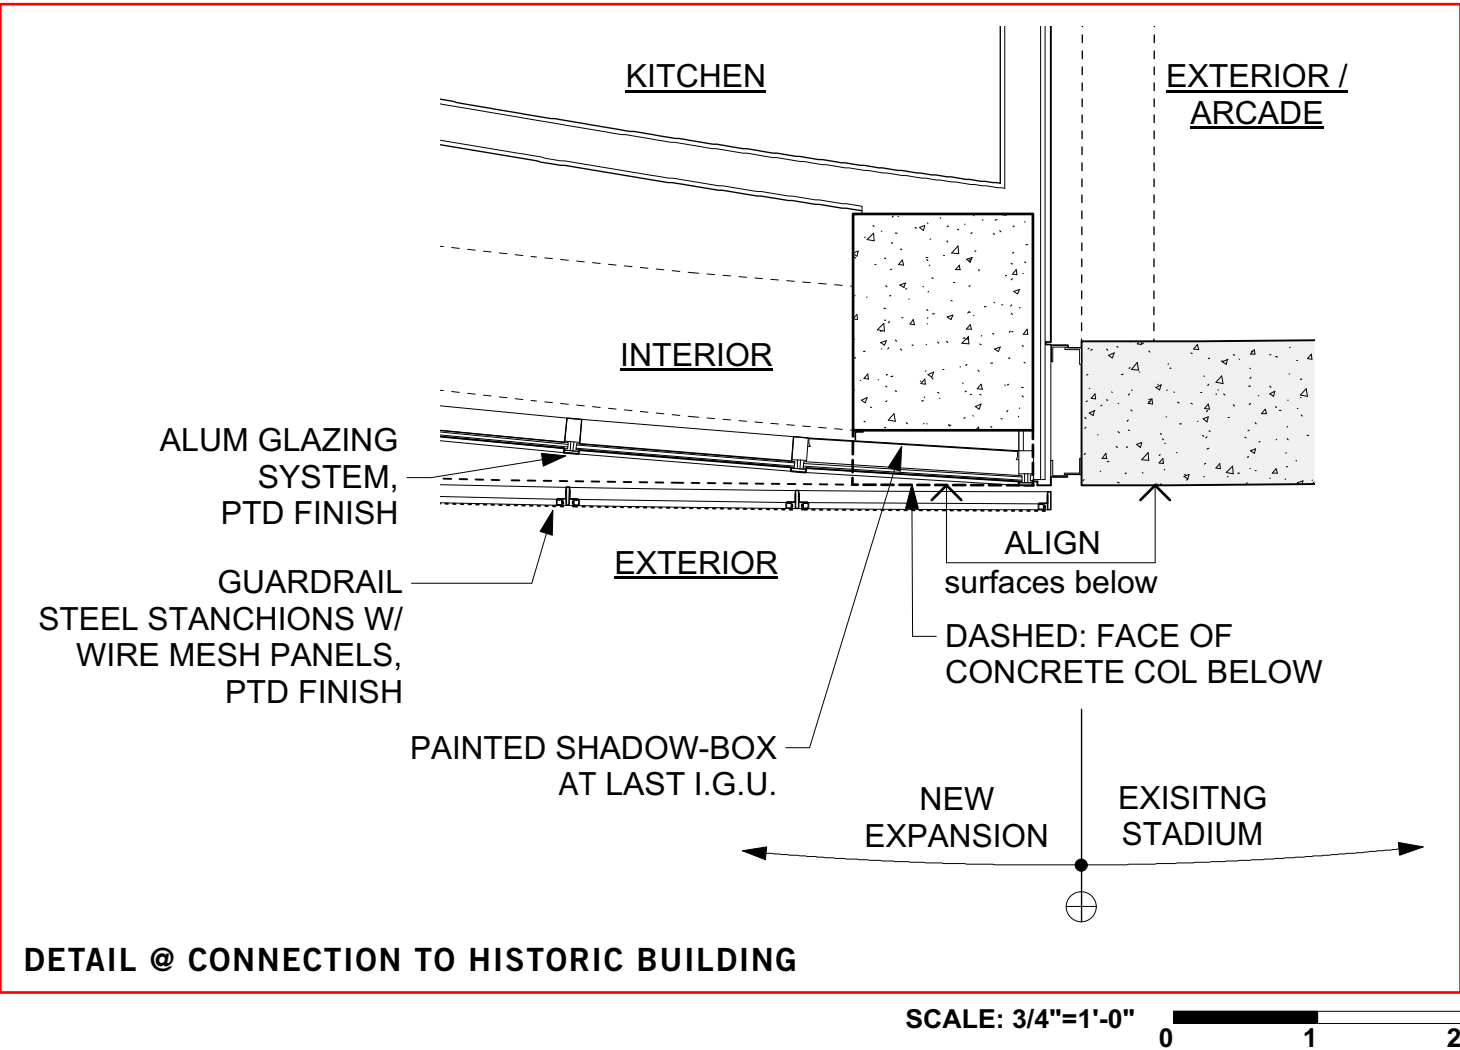 KITCHEN
EXTERIOR /
ARCADE
INTERIOR
ALUM GLAZING
SYSTEM,
PTD FINISH
EXTERIOR
ALIGN
surfaces below
GUARDRAIL
STEEL STANCHIONS W/
WIRE MESH PANELS,
PTD FINISH
DASHED: FACE OF
CONCRETE COL BELOW
PAINTED SHADOW-BOX
AT LAST I.G.U.
NEW
EXPANSION
EXISITNG
STADIUM
DETAIL @ CONNECTION TO HISTORIC BUILDING
SCALE: 3/4"=1'-0"
0 1 2